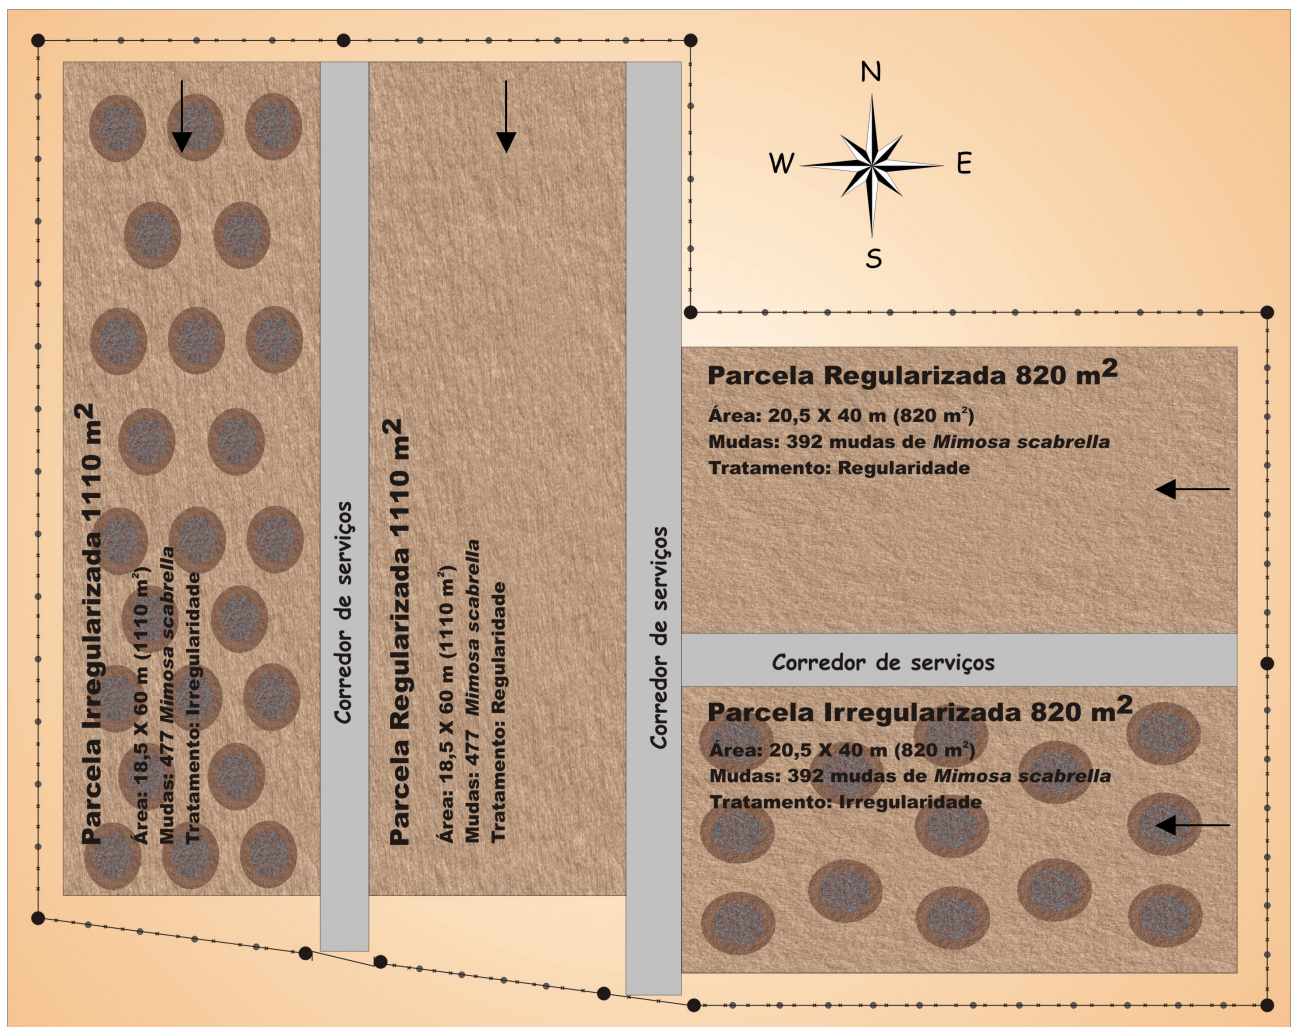 N
W
E
S
Parcela Irregularizada 1110 m²
Área: 18,5 X 60 m (1110 m²)
Mudas: 477 Mimosa scabrella
Tratamento: Irregularidade
Corredor de serviços
Parcela Regularizada 1110 m²
Área: 18,5 X 60 m (1110 m²)
Mudas: 477 Mimosa scabrella
Tratamento: Regularidade
Corredor de serviços
Parcela Regularizada 820 m²
Área: 20,5 X 40 m (820 m²)
Mudas: 392 mudas de Mimosa scabrella
Tratamento: Regularidade
Corredor de serviços
Parcela Irregularizada 820 m²
Área: 20,5 X 40 m (820 m²)
Mudas: 392 mudas de Mimosa scabrella
Tratamento: Irregularidade